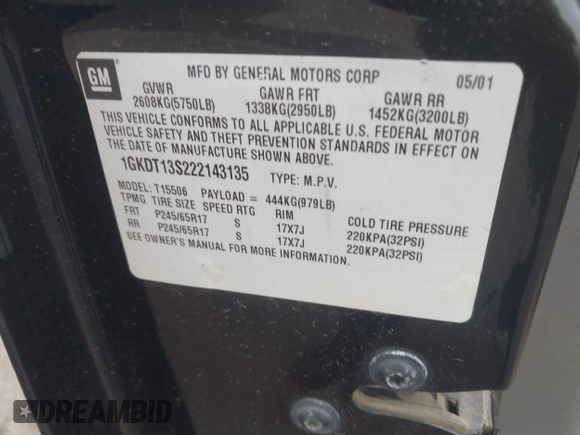 GM
MFD BY GENERAL MOTORS CORP 05/01
GVWR GAWR FRT GAWR RR
2608KG(5750LB) 1338KG(2950LB) 1452KG(3200LB)
THIS VEHICLE CONFORMS TO ALL APPLICABLE U.S. FEDERAL MOTOR
VEHICLE SAFETY AND THEFT PREVENTION STANDARDS IN EFFECT ON
THE DATE OF MANUFACTURE SHOWN ABOVE.
1GKDT13S222143135 TYPE: M.P.V.
MODEL: T15506 PAYLOAD = 444KG(979LB)
TPMG TIRE SIZE SPEED RTG RIM COLD TIRE PRESSURE
FRT P245/65R17 S 17X7J 220KPA(32PSI)
RR P245/65R17 S 17X7J 220KPA(32PSI)
SEE OWNER'S MANUAL FOR MORE INFORMATION.
DREAMBID